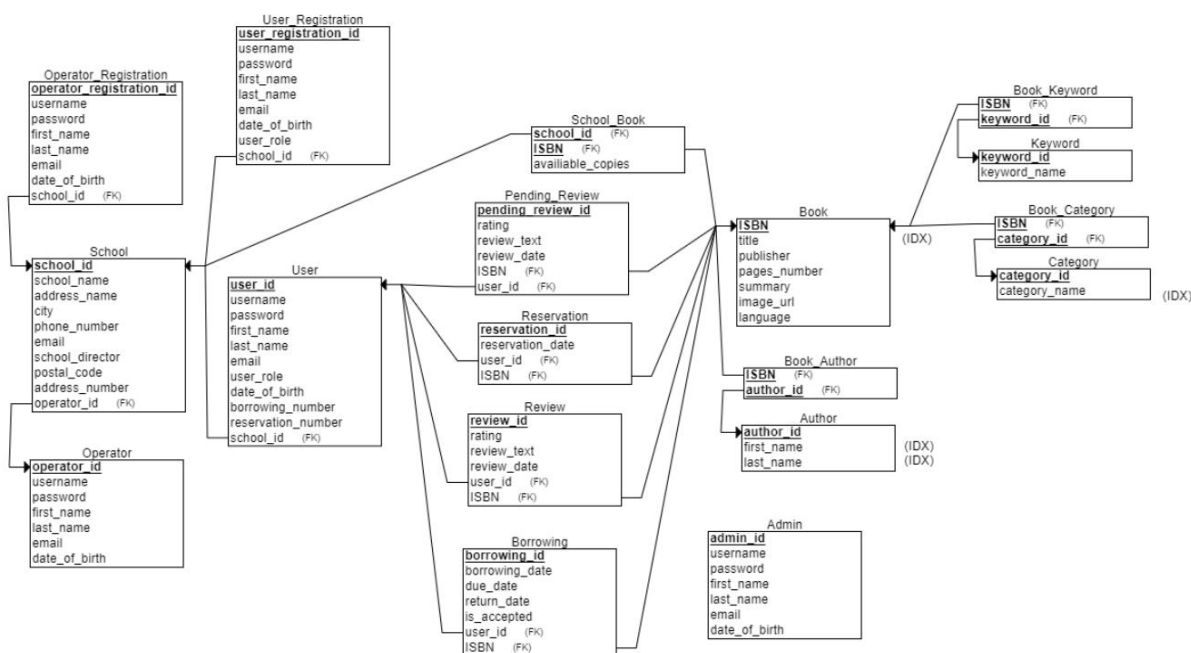 User_Registration
user_registration_id
username
password
first_name
last_name
email
date_of_birth
user_role
school_id (FK)
Operator_Registration
operator_registration_id
username
password
first_name
last_name
email
date_of_birth
school_id (FK)
School
school_id
school_name
address_name
city
phone_number
email
school_director
postal_code
address_number
operator_id (FK)
Operator
operator_id
username
password
first_name
last_name
email
date_of_birth
User
user_id
username
password
first_name
last_name
email
user_role
date_of_birth
borrowing_number
reservation_number
school_id (FK)
School_Book
school_id (FK)
ISBN (FK)
availiable_copies
Pending_Review
pending_review_id
rating
review_text
review_date
ISBN (FK)
user_id (FK)
Reservation
reservation_id
reservation_date
user_id (FK)
ISBN (FK)
Review
review_id
rating
review_text
review_date
user_id (FK)
ISBN (FK)
Borrowing
borrowing_id
borrowing_date
due_date
return_date
is_accepted
user_id (FK)
ISBN (FK)
Book
ISBN
title (IDX)
publisher
pages_number
summary
image_url
language
Book_Keyword
ISBN (FK)
keyword_id (FK)
Keyword
keyword_id
keyword_name
Book_Category
ISBN (FK)
category_id (FK)
Category
category_id
category_name (IDX)
Book_Author
ISBN (FK)
author_id (FK)
Author
author_id
first_name (IDX)
last_name (IDX)
Admin
admin_id
username
password
first_name
last_name
email
date_of_birth